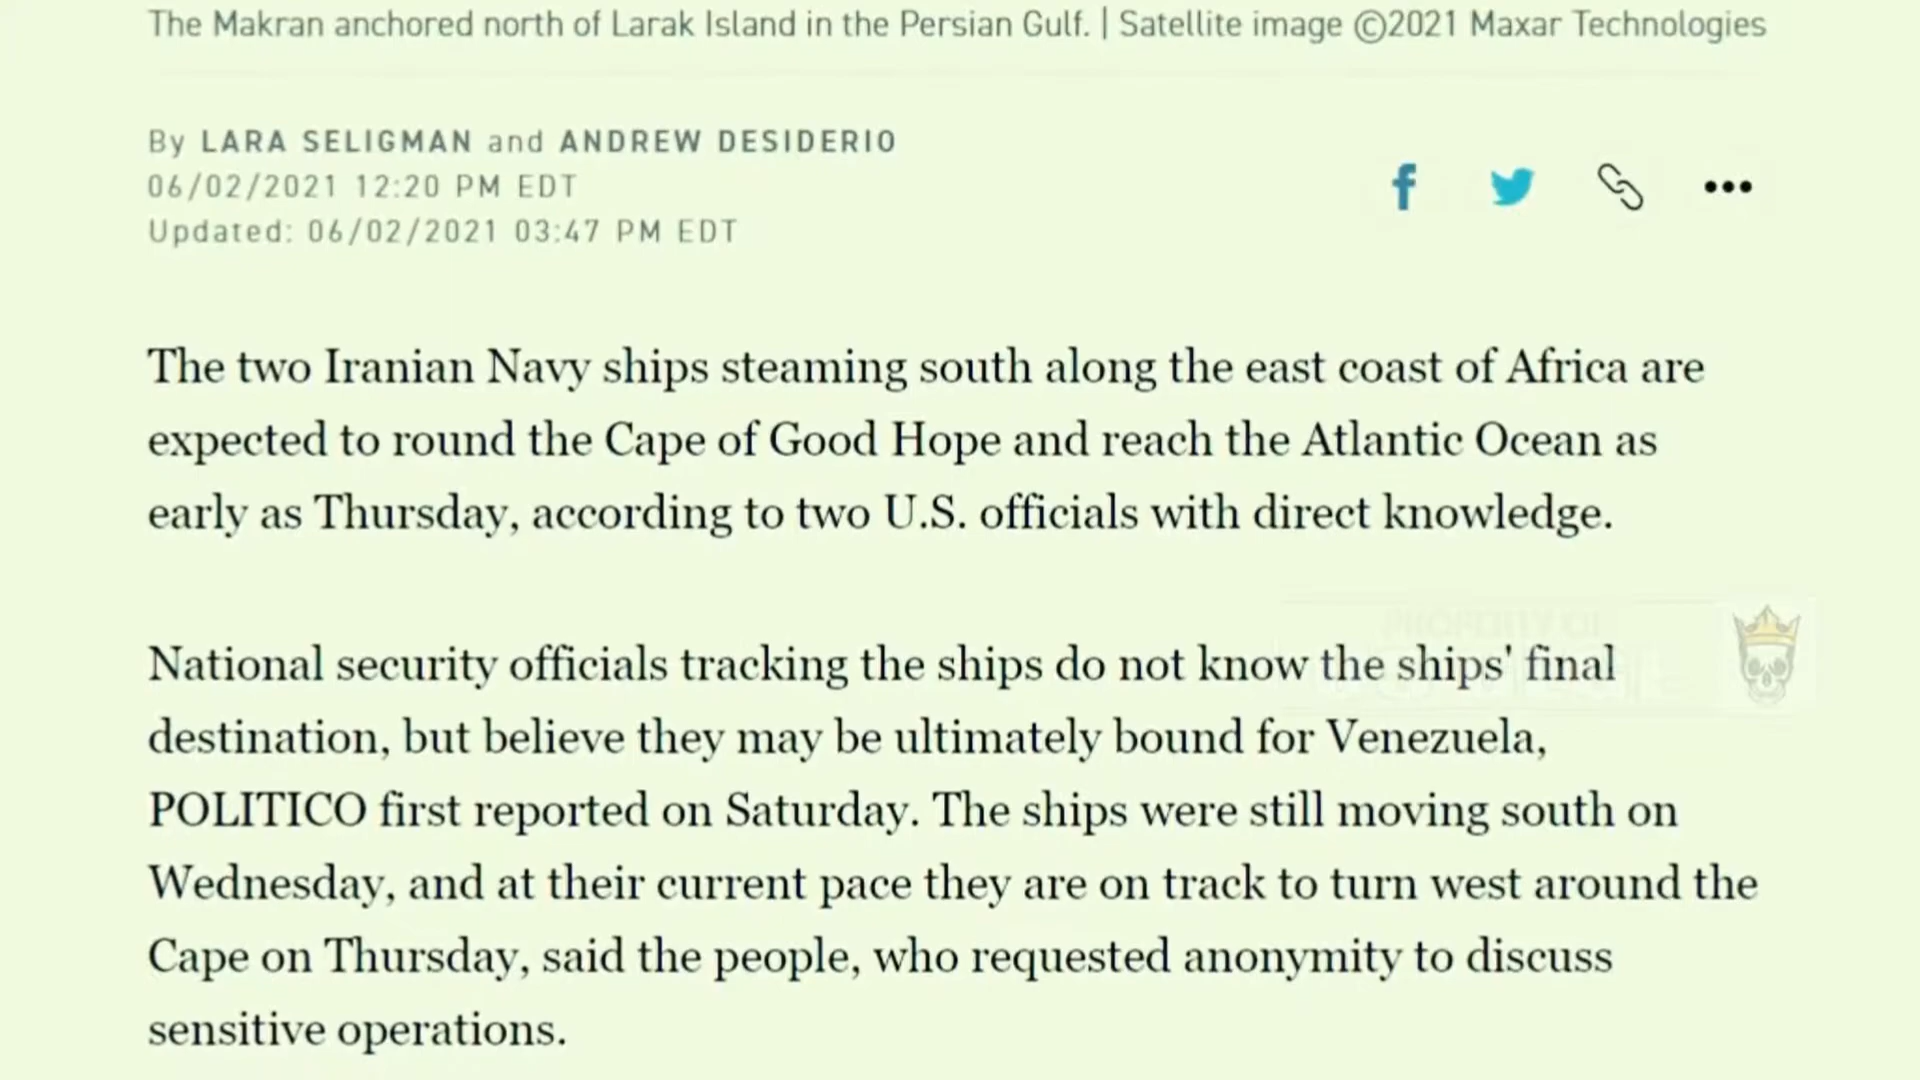 The Makran anchored north of Larak Island in the Persian Gulf. | Satellite image ©2021 Maxar Technologies
By LARA SELIGMAN and ANDREW DESIDERIO
06/02/2021 12:20 PM EDT
Updated: 06/02/2021 03:47 PM EDT
The two Iranian Navy ships steaming south along the east coast of Africa are
expected to round the Cape of Good Hope and reach the Atlantic Ocean as
early as Thursday, according to two U.S. officials with direct knowledge.
PROPERTY OF
National security officials tracking the ships do not know the ships' final
destination, but believe they may be ultimately bound for Venezuela,
POLITICO first reported on Saturday. The ships were still moving south on
Wednesday, and at their current pace they are on track to turn west around the
Cape on Thursday, said the people, who requested anonymity to discuss
sensitive operations.